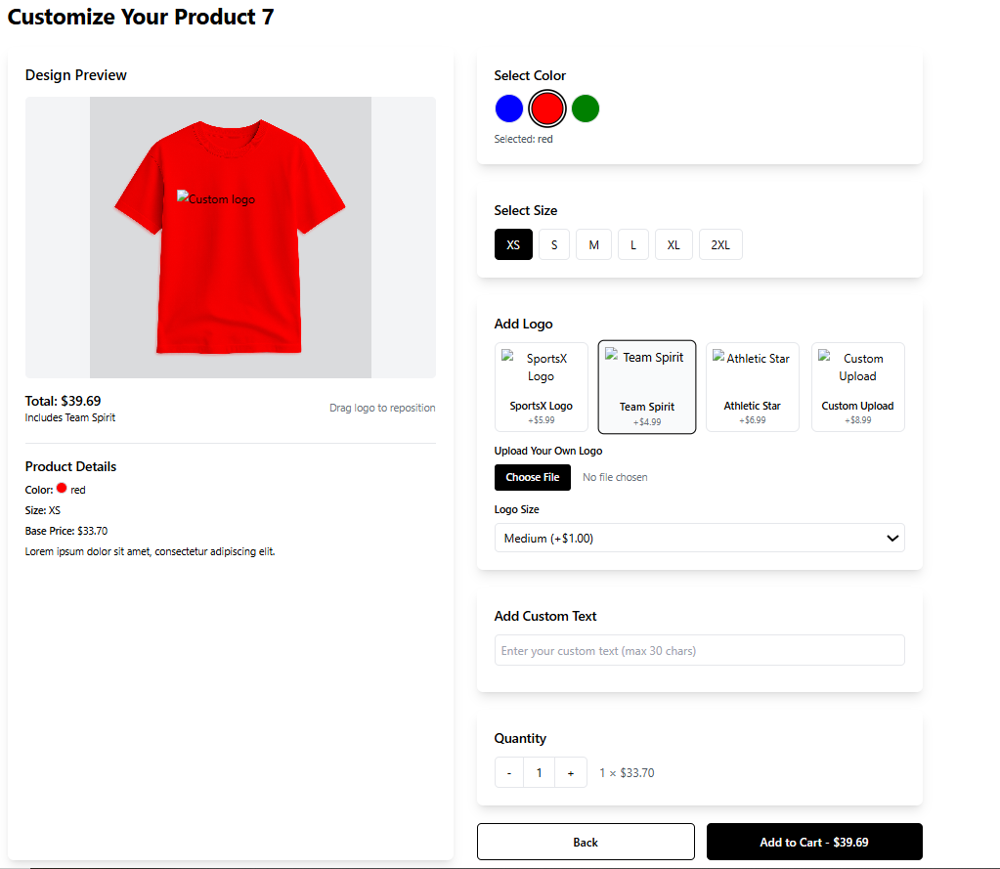 Customize Your Product 7
Design Preview
Custom logo
Total: $39.69
Includes Team Spirit
Drag logo to reposition
Product Details
Color: red
Size: XS
Base Price: $33.70
Lorem ipsum dolor sit amet, consectetur adipiscing elit.
Select Color
Selected: red
Select Size
XS S M L XL 2XL
Add Logo
SportsX
Logo
SportsX Logo
+$5.99
Team Spirit
Team Spirit
+$4.99
Athletic Star
Athletic Star
+$6.99
Custom
Upload
Custom Upload
+$8.99
Upload Your Own Logo
Choose File No file chosen
Logo Size
Medium (+$1.00)
Add Custom Text
Enter your custom text (max 30 chars)
Quantity
- 1 + 1 × $33.70
Back
Add to Cart - $39.69